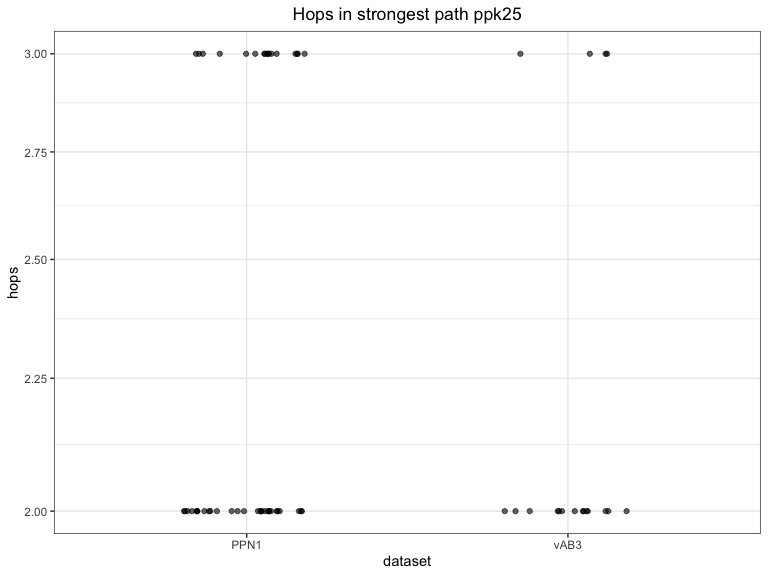 Hops in strongest path ppk25
3.00
2.75
2.50
2.25
2.00
hops
PPN1
vAB3
dataset